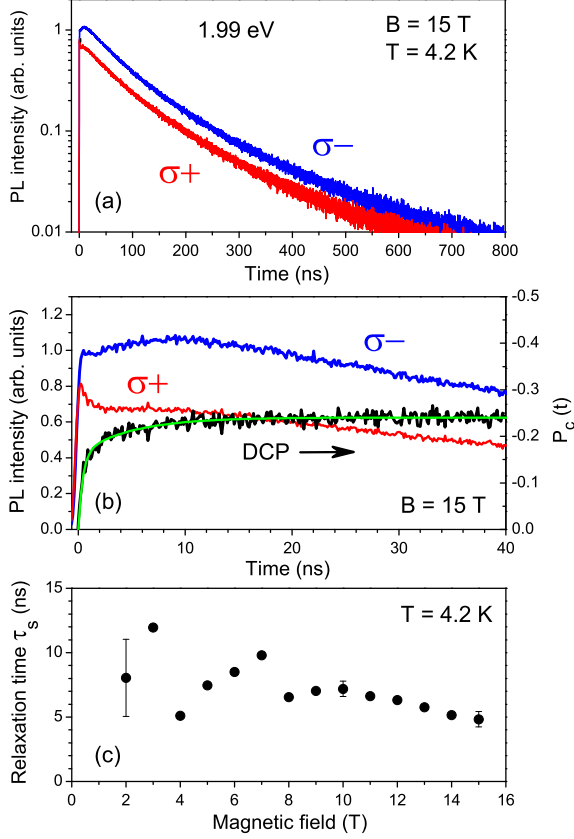 1.99 eV
B = 15 T
T = 4.2 K
PL intensity (arb. units)
1
0.1
0.01
σ−
σ+
(a)
0 100 200 300 400 500 600 700 800
Time (ns)
PL intensity (arb. units)
1.2
1.0
0.8
0.6
0.4
0.2
0.0
σ−
σ+
DCP
(b)
B = 15 T
-0.5
-0.4
-0.3
-0.2
-0.1
0.0
P_c (t)
0 10 20 30 40
Time (ns)
Relaxation time τ_s (ns)
15
10
5
0
T = 4.2 K
(c)
0 2 4 6 8 10 12 14 16
Magnetic field (T)